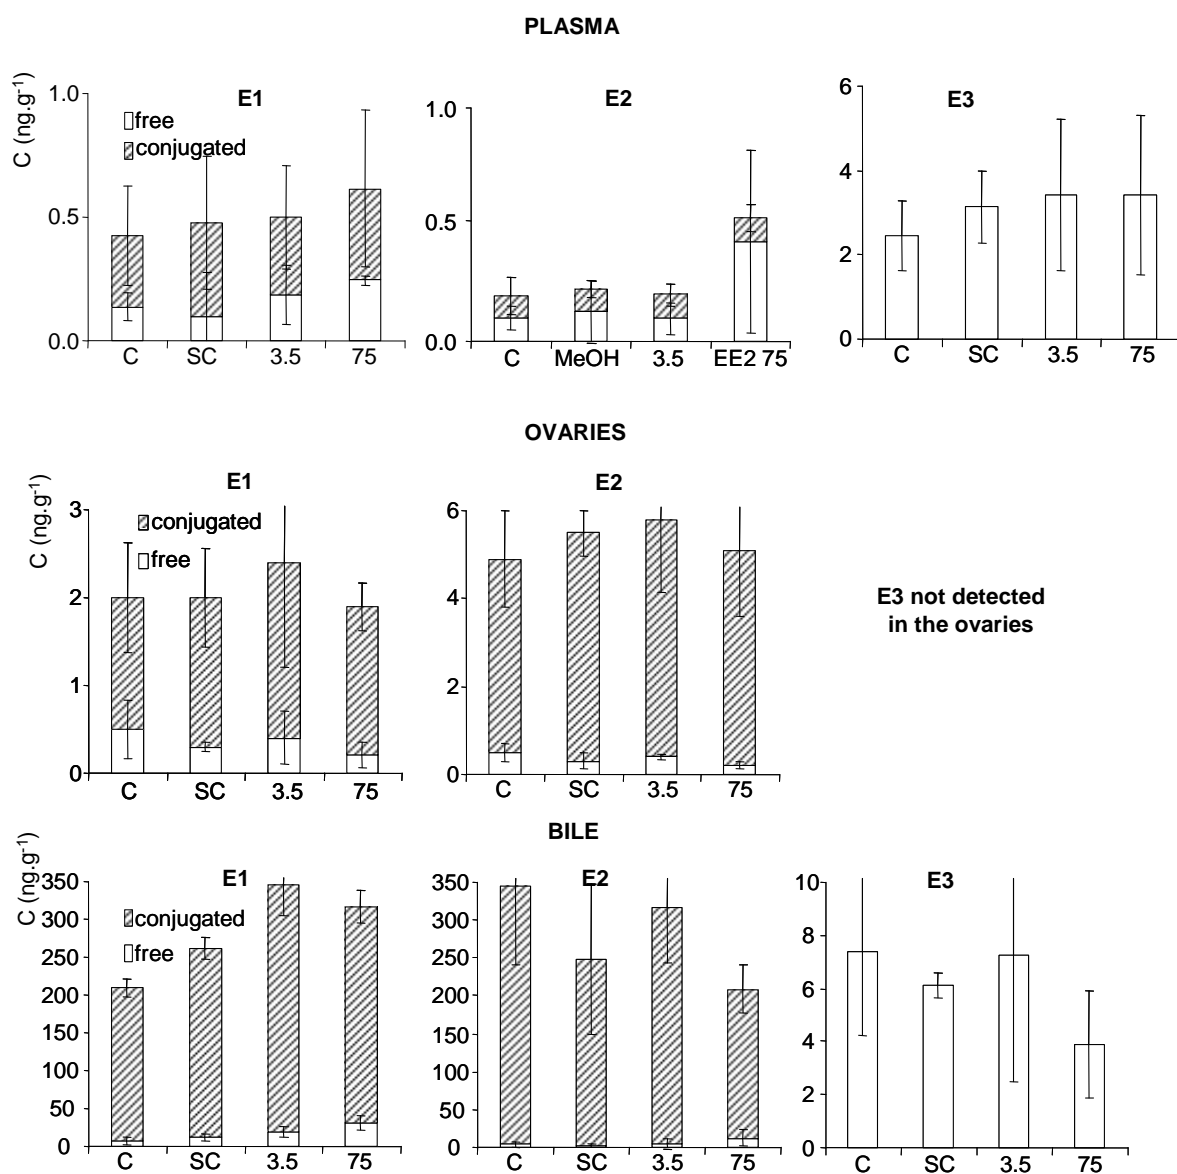 PLASMA
C (ng.g-1)
E1
free
conjugated
1.0
0.5
0.0
C SC 3.5 75
E2
1.0
0.5
0.0
C MeOH 3.5 EE2 75
E3
6
4
2
0
C SC 3.5 75
OVARIES
C (ng.g-1)
E1
conjugated
free
3
2
1
0
C SC 3.5 75
E2
6
4
2
0
C SC 3.5 75
E3 not detected
in the ovaries
BILE
C (ng.g-1)
E1
conjugated
free
350
300
250
200
150
100
50
0
C SC 3.5 75
E2
350
300
250
200
150
100
50
0
C SC 3.5 75
E3
10
8
6
4
2
0
C SC 3.5 75